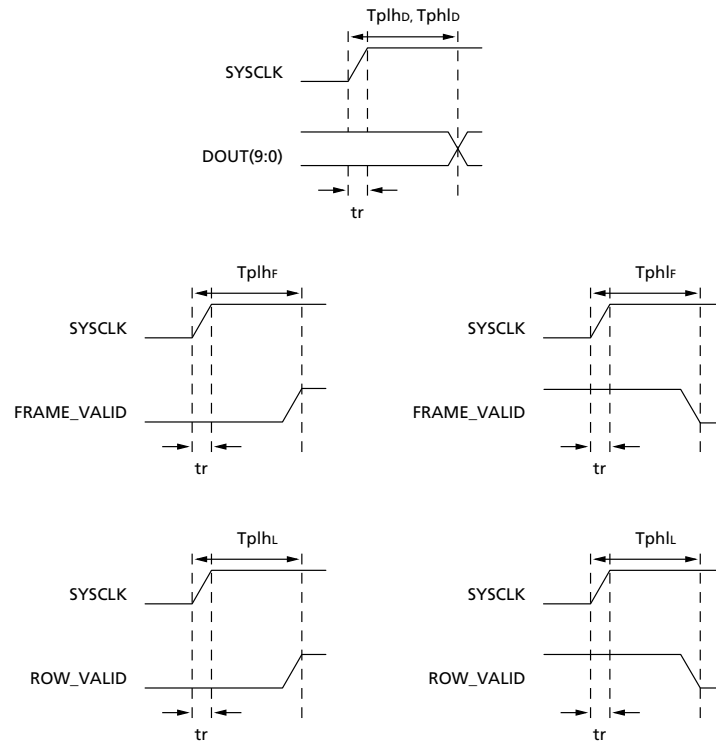 TplhD, TphlD
SYSCLK
DOUT(9:0)
tr
TplhF
SYSCLK
FRAME_VALID
tr
TphlF
SYSCLK
FRAME_VALID
tr
TplhL
SYSCLK
ROW_VALID
tr
TphlL
SYSCLK
ROW_VALID
tr